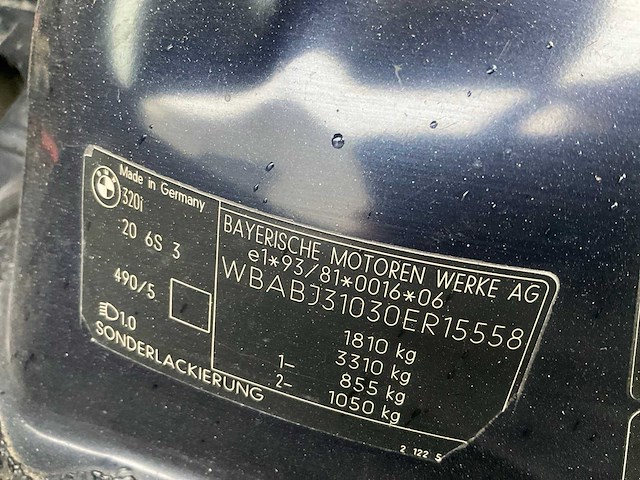 Made in Germany
320i
20 6S 3
490/5
1.0
SONDERLACKIERUNG
BAYERISCHE MOTOREN WERKE AG
e1*93/81*0016*06
WBABJ31030ER15558
1810 kg
3310 kg
1- 855 kg
2- 1050 kg
2 122 S